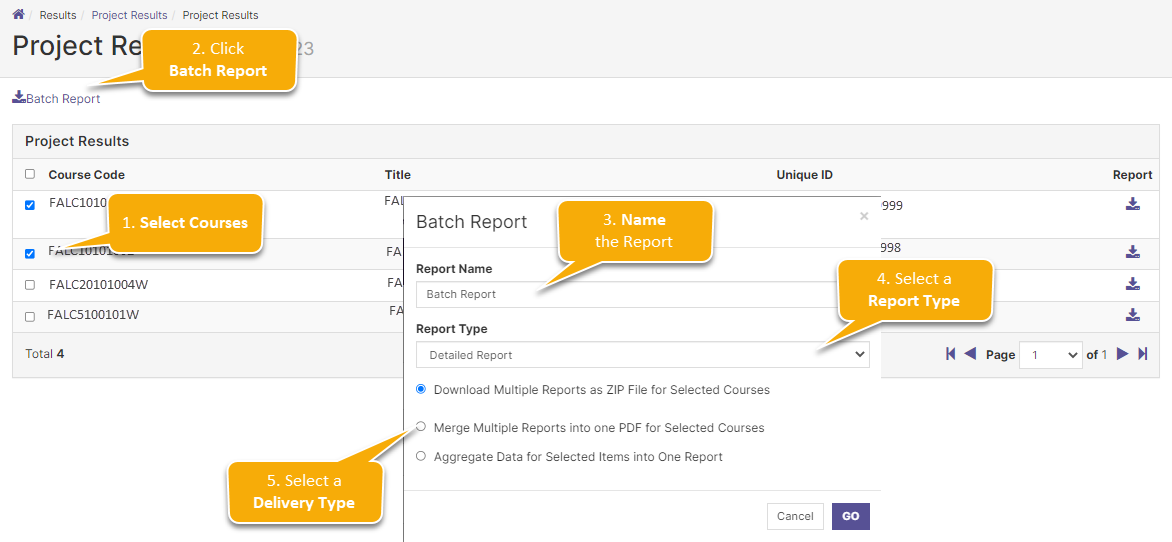 Results / Project Results / Project Results
Project Re 23
2. Click
Batch Report
Batch Report
Project Results
Course Code Title Unique ID Report
FALC1010 FAL 999
1. Select Courses
FA 998
FALC20101004W FA
FALC5100101W FA
Total 4
Page 1 of 1
Batch Report ×
3. Name
the Report
Report Name
Batch Report
4. Select a
Report Type
Report Type
Detailed Report
Download Multiple Reports as ZIP File for Selected Courses
Merge Multiple Reports into one PDF for Selected Courses
Aggregate Data for Selected Items into One Report
5. Select a
Delivery Type
Cancel GO